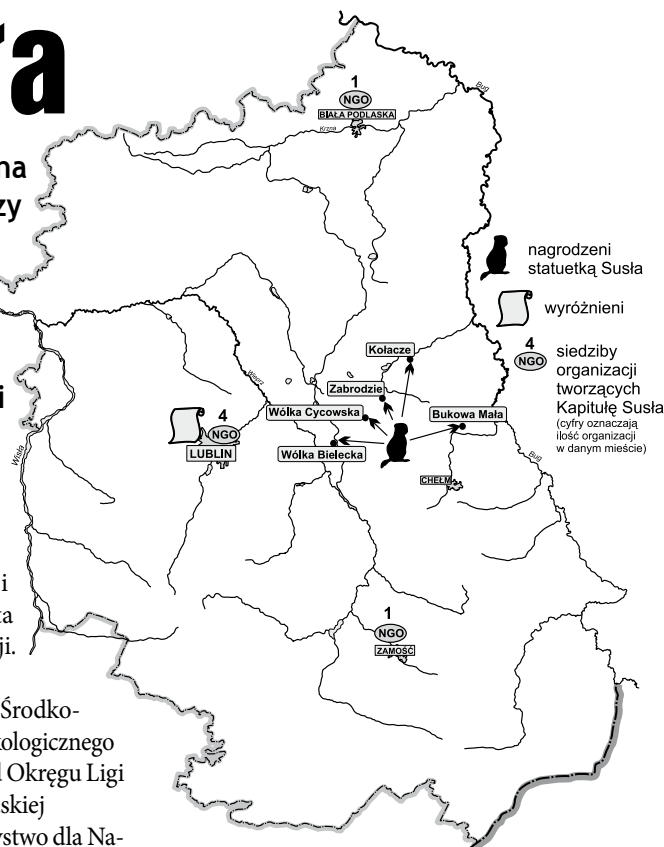 na
zy
i
i
ta
ji.
Środko-
kologicznego
d Okręgu Ligi
skiej
ystwo dla Na-
1
NGO
BIAŁA PODLASKA
Krzna
Bug
nagrodzeni
statuetką Susła
wyróżnieni
4
NGO
siedziby
organizacji
tworzących
Kapitułę Susła
(cyfry oznaczają
ilość organizacji
w danym mieście)
Kołacze
Zabrodzie
Wieprz
Wólka Cycowska
Bukowa Mała
4
NGO
LUBLIN
Wólka Bielecka
Wisła
CHEŁM
Bug
1
NGO
ZAMOŚĆ